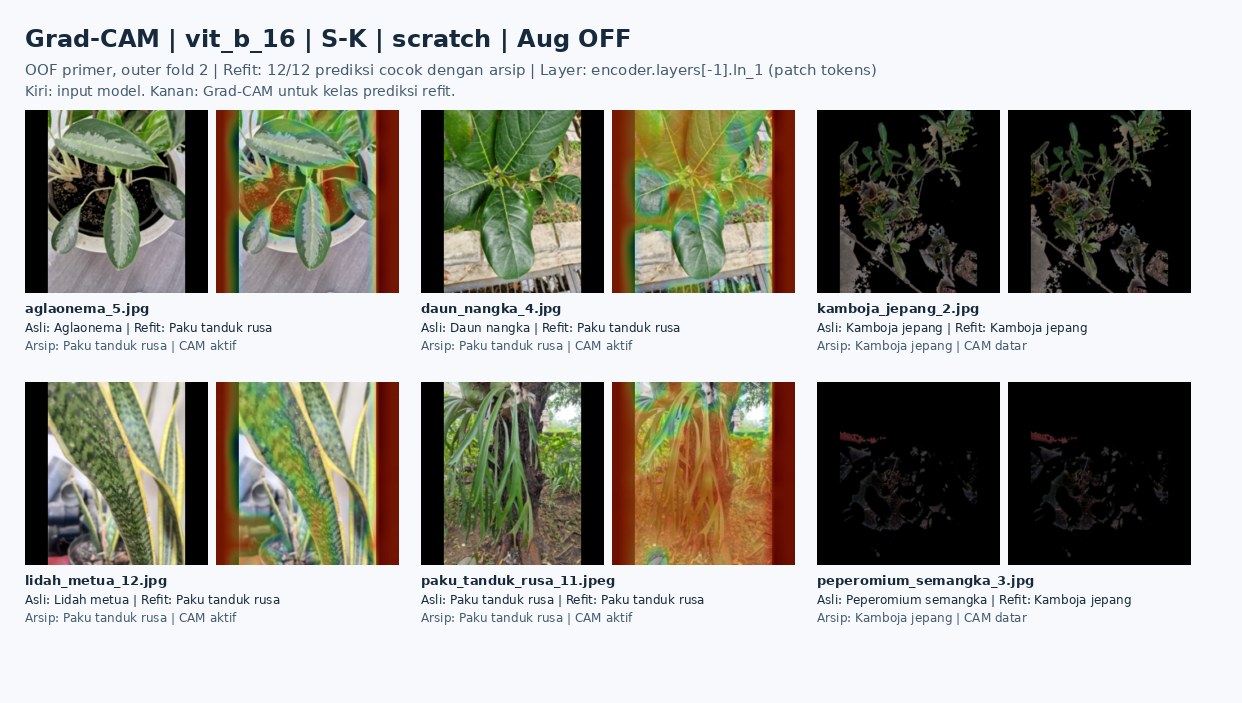 Grad-CAM | vit_b_16 | S-K | scratch | Aug OFF
OOF primer, outer fold 2 | Refit: 12/12 prediksi cocok dengan arsip | Layer: encoder.layers[-1].ln_1 (patch tokens)
Kiri: input model. Kanan: Grad-CAM untuk kelas prediksi refit.
aglaonema_5.jpg
Asli: Aglaonema | Refit: Paku tanduk rusa
Arsip: Paku tanduk rusa | CAM aktif
daun_nangka_4.jpg
Asli: Daun nangka | Refit: Paku tanduk rusa
Arsip: Paku tanduk rusa | CAM aktif
kamboja_jepang_2.jpg
Asli: Kamboja jepang | Refit: Kamboja jepang
Arsip: Kamboja jepang | CAM datar
lidah_metua_12.jpg
Asli: Lidah metua | Refit: Paku tanduk rusa
Arsip: Paku tanduk rusa | CAM aktif
paku_tanduk_rusa_11.jpeg
Asli: Paku tanduk rusa | Refit: Paku tanduk rusa
Arsip: Paku tanduk rusa | CAM aktif
peperomium_semangka_3.jpg
Asli: Peperomium semangka | Refit: Kamboja jepang
Arsip: Kamboja jepang | CAM datar